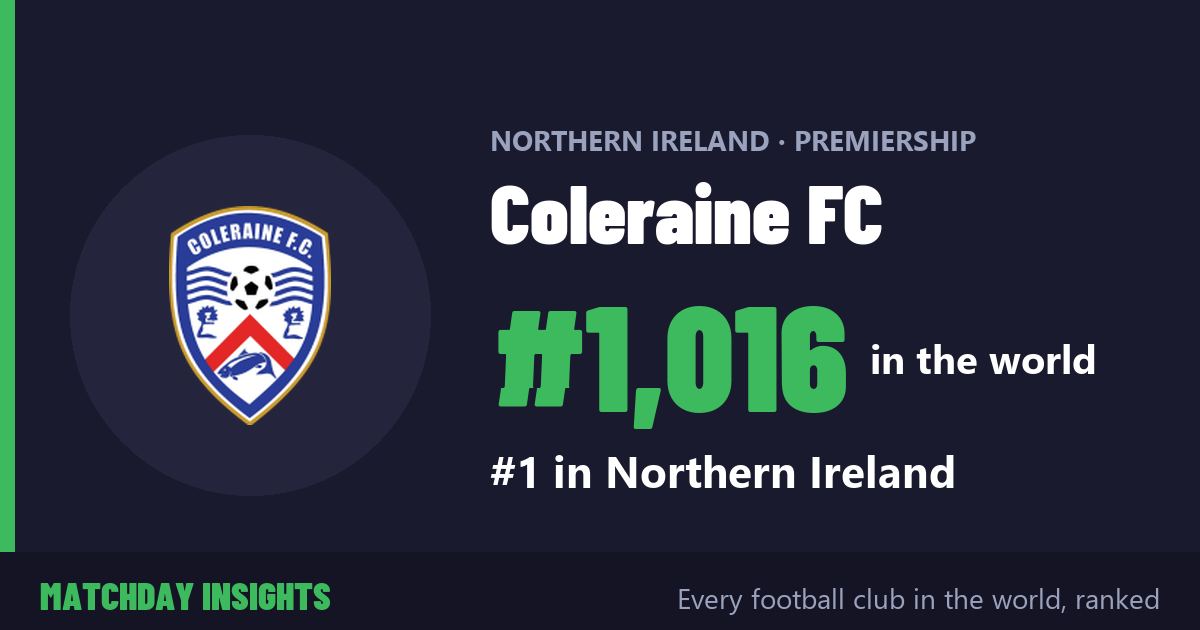 NORTHERN IRELAND · PREMIERSHIP
Coleraine FC
COLERAINE F.C.
#1,016 in the world
#1 in Northern Ireland
MATCHDAY INSIGHTS
Every football club in the world, ranked